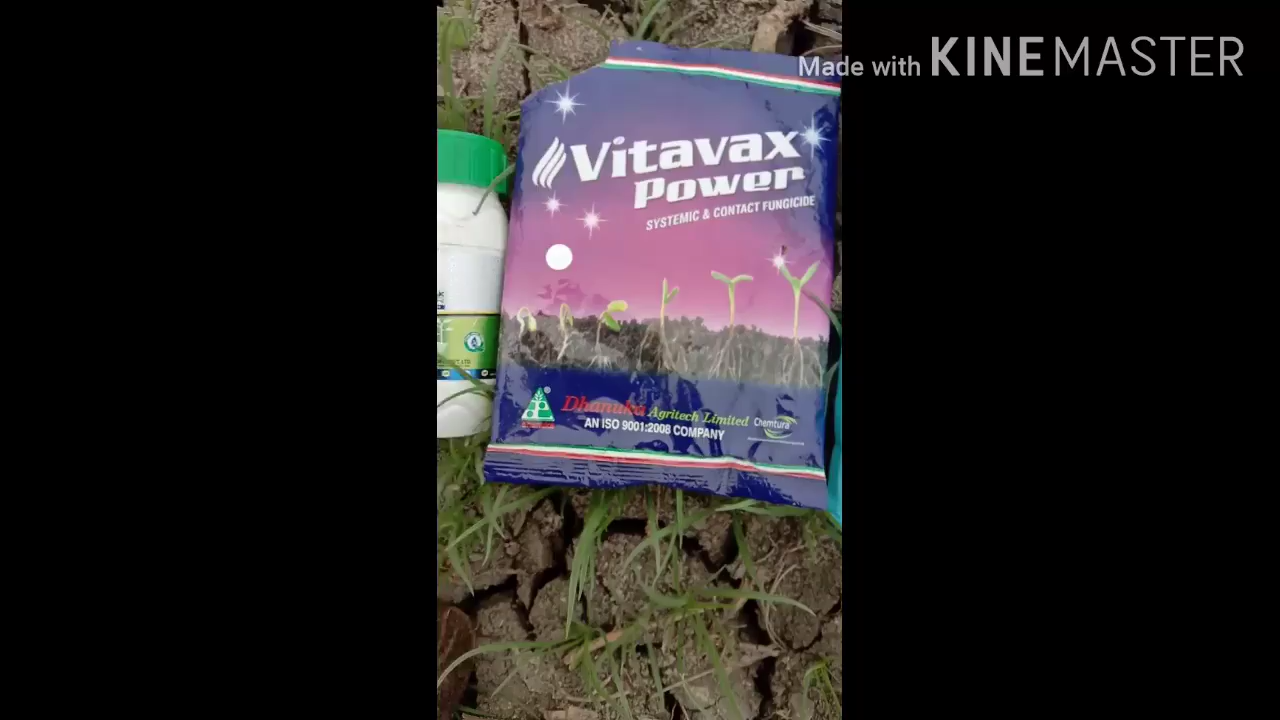 Made with KINEMASTER
Vitavax
Power
SYSTEMIC & CONTACT FUNGICIDE
Dhanuka Agritech Limited
AN ISO 9001:2008 COMPANY
Chemtura